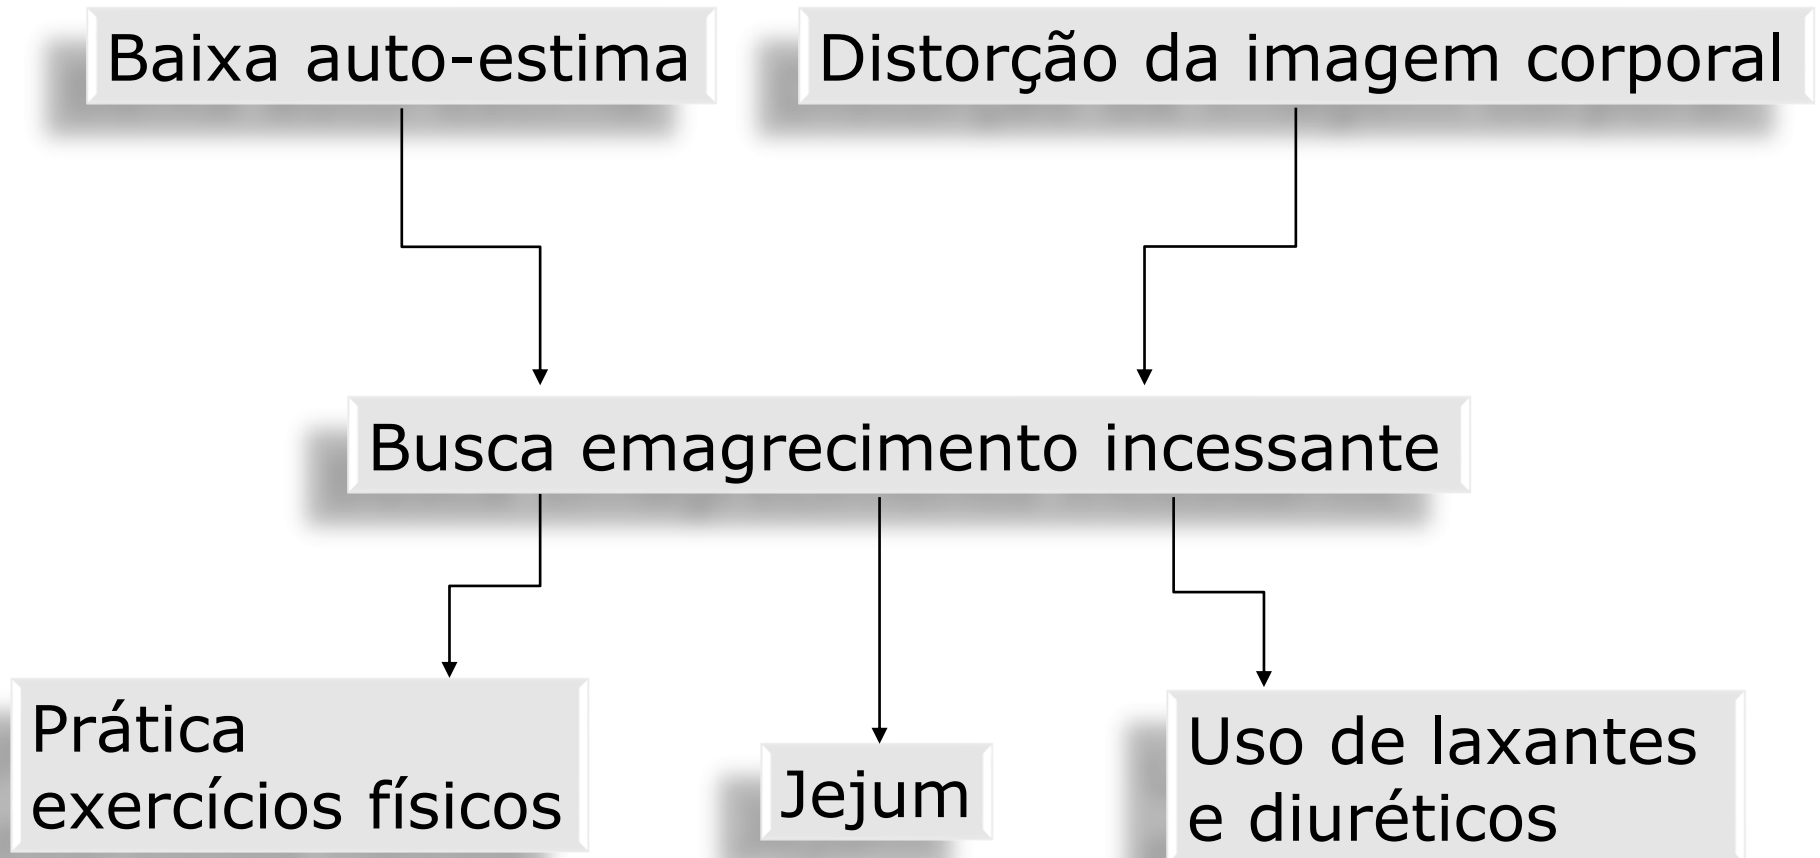 Baixa auto-estima
Distorção da imagem corporal
Busca emagrecimento incessante
Prática
exercícios físicos
Jejum
Uso de laxantes
e diuréticos